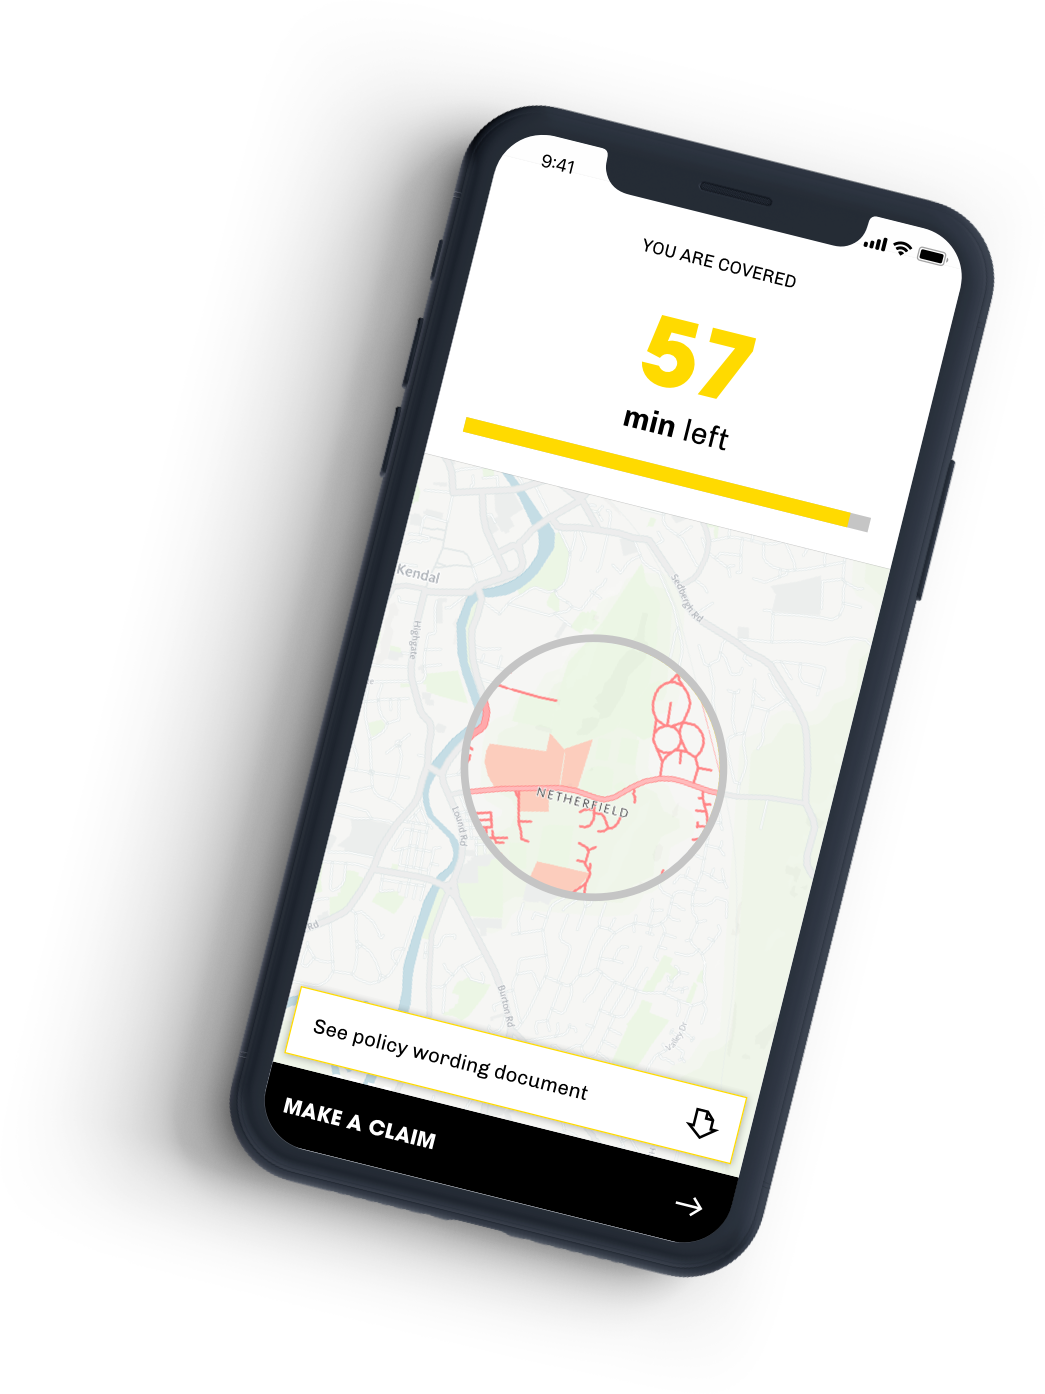 9:41
YOU ARE COVERED
57
min left
Kendal
Sedbergh Rd
Highgate
NETHERFIELD
Lound Rd
Rd
Burton Rd
Valley Dr
See policy wording document
MAKE A CLAIM